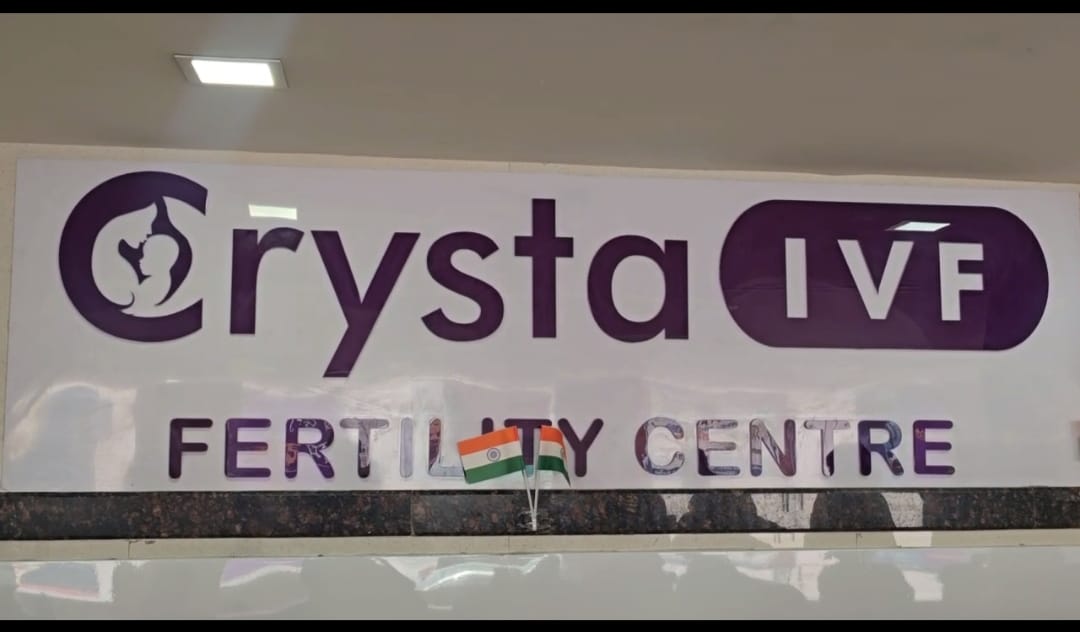 Crysta IVF
FERTILITY CENTRE